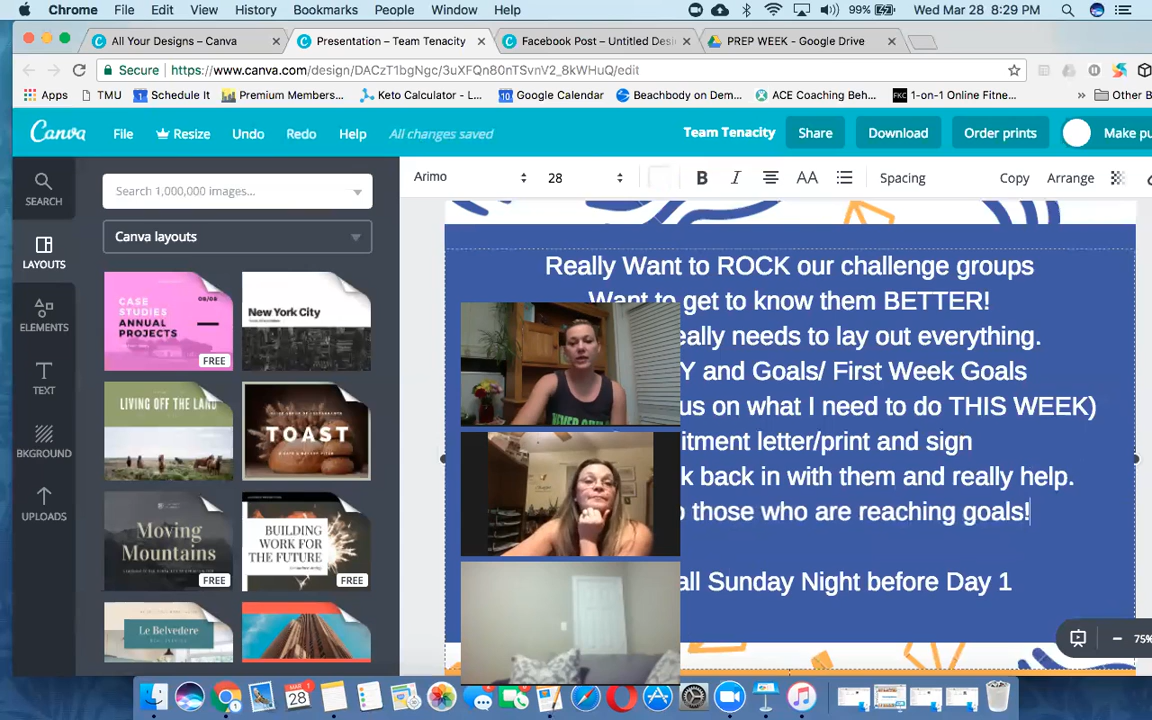 Chrome File Edit View History Bookmarks People Window Help 99% Wed Mar 28 8:29 PM
All Your Designs – Canva
Presentation – Team Tenacity
Facebook Post – Untitled Desi
PREP WEEK - Google Drive
Secure https://www.canva.com/design/DACzT1bgNgc/3uXFQn80nTSvnV2_8kWHuQ/edit
Apps TMU Schedule It Premium Members... Keto Calculator - L... Google Calendar Beachbody on Dem... ACE Coaching Beh... FKC 1-on-1 Online Fitne... » Other B
Canva File Resize Undo Redo Help All changes saved Team Tenacity Share Download Order prints Make pu
SEARCH
LAYOUTS
ELEMENTS
TEXT
BKGROUND
UPLOADS
Search 1,000,000 images...
Canva layouts
CASE
STUDIES
ANNUAL
PROJECTS
FREE
New York City
LIVING OFF THE LAND
TOAST
Moving
Mountains
FREE
BUILDING
WORK FOR
THE FUTURE
FREE
Le Belvedere
Arimo 28 B I AA Spacing Copy Arrange
Really Want to ROCK our challenge groups
Want to get to know them BETTER!
eally needs to lay out everything.
Y and Goals/ First Week Goals
us on what I need to do THIS WEEK)
itment letter/print and sign
k back in with them and really help.
o those who are reaching goals!
all Sunday Night before Day 1
75%